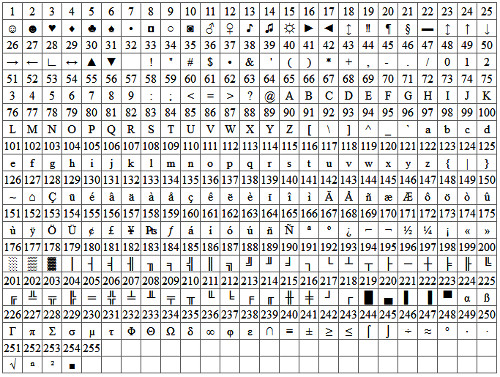 1 2 3 4 5 6 7 8 9 10 11 12 13 14 15 16 17 18 19 20 21 22 23 24 25
☺ ☻ ♥ ♦ ♣ ♠ • ◘ ○ ◙ ♂ ♀ ♪ ♫ ☼ ► ◄ ↕ ‼ ¶ § ▬ ↕ ↑ ↓
26 27 28 29 30 31 32 33 34 35 36 37 38 39 40 41 42 43 44 45 46 47 48 49 50
→ ← ∟ ↔ ▲ ▼ ! " # $ • & ' ( ) * + , - . / 0 1 2
51 52 53 54 55 56 57 58 59 60 61 62 63 64 65 66 67 68 69 70 71 72 73 74 75
3 4 5 6 7 8 9 : ; < = > ? @ A B C D E F G H I J K
76 77 78 79 80 81 82 83 84 85 86 87 88 89 90 91 92 93 94 95 96 97 98 99 100
L M N O P Q R S T U V W X Y Z [ \ ] ^ _ ` a b c d
101 102 103 104 105 106 107 108 109 110 111 112 113 114 115 116 117 118 119 120 121 122 123 124 125
e f g h i j k l m n o p q r s t u v w x y z { | }
126 127 128 129 130 131 132 133 134 135 136 137 138 139 140 141 142 143 144 145 146 147 148 149 150
~ ⌂ Ç ü é â ä à å ç ê ë è ï î ì Ã Å ñ æ Æ ô ö ò û
151 152 153 154 155 156 157 158 159 160 161 162 163 164 165 166 167 168 169 170 171 172 173 174 175
ù ÿ Ö Ü ¢ £ ¥ ₧ ƒ á í ó ú ñ Ñ ª º ¿ ⌐ ¬ ½ ¼ ¡ « »
176 177 178 179 180 181 182 183 184 185 186 187 188 189 190 191 192 193 194 195 196 197 198 199 200
░ ▒ ▓ │ ┤ ╡ ╢ ╖ ╕ ╣ ║ ╗ ╝ ╜ ╛ ┐ └ ┴ ┬ ├ ─ ┼ ╞ ╟ ╚
201 202 203 204 205 206 207 208 209 210 211 212 213 214 215 216 217 218 219 220 221 222 223 224 225
╔ ╩ ╦ ╠ ═ ╬ ╧ ╨ ╤ ╥ ╙ ╘ ╒ ╓ ╫ ╪ ┘ ┌ █ ▄ ▌ ▐ ▀ α ß
226 227 228 229 230 231 232 233 234 235 236 237 238 239 240 241 242 243 244 245 246 247 248 249 250
Γ π Σ σ µ τ Φ Θ Ω δ ∞ φ ε ∩ ≡ ± ≥ ≤ ⌠ ⌡ ÷ ≈ ° · ·
251 252 253 254 255
√ ⁿ ² ■